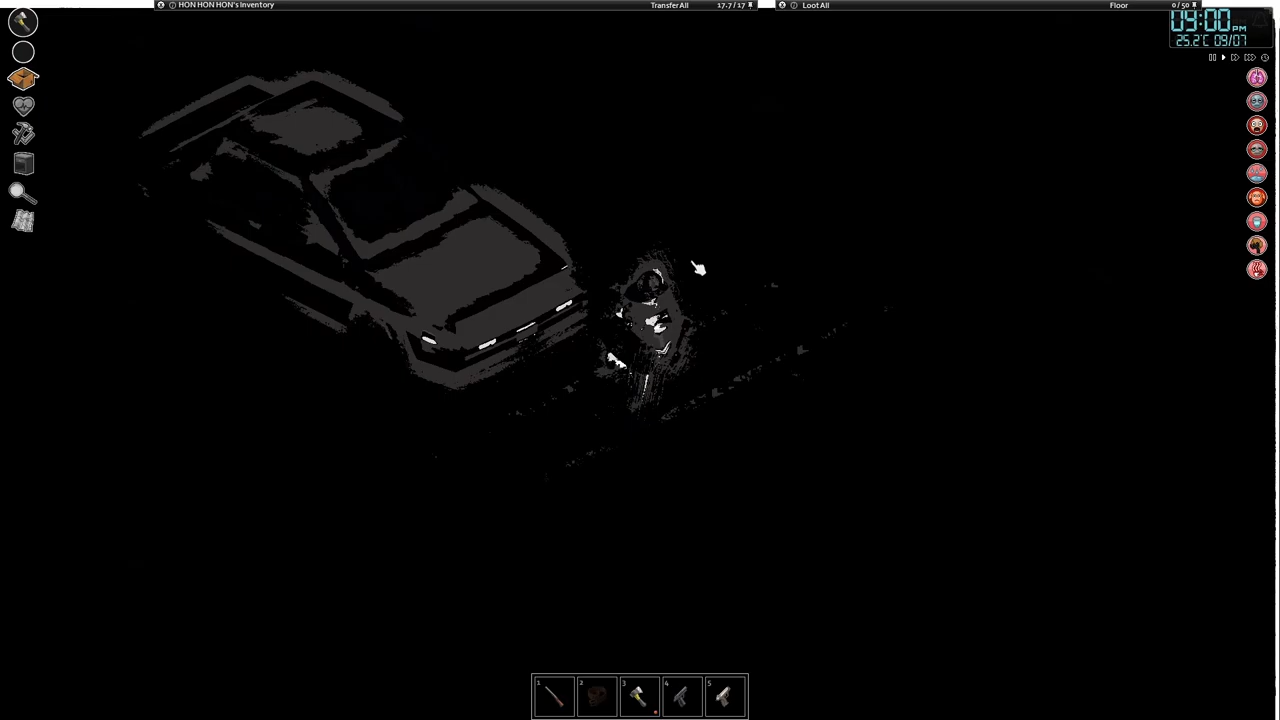 HON HON HON's Inventory Transfer All 17.7 / 17 Loot All Floor 0 / 50
09:00 PM
25.2°C 09/07
1 2 3 4 5